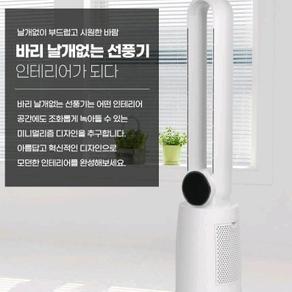 날개없이 부드럽고 시원한 바람
바리 날개없는 선풍기
인테리어가 되다
바리 날개없는 선풍기는 어떤 인테리어
공간에도 조화롭게 녹아들 수 있는
미니멀리즘 디자인을 추구합니다.
아름답고 혁신적인 디자인으로
모던한 인테리어를 완성해보세요.